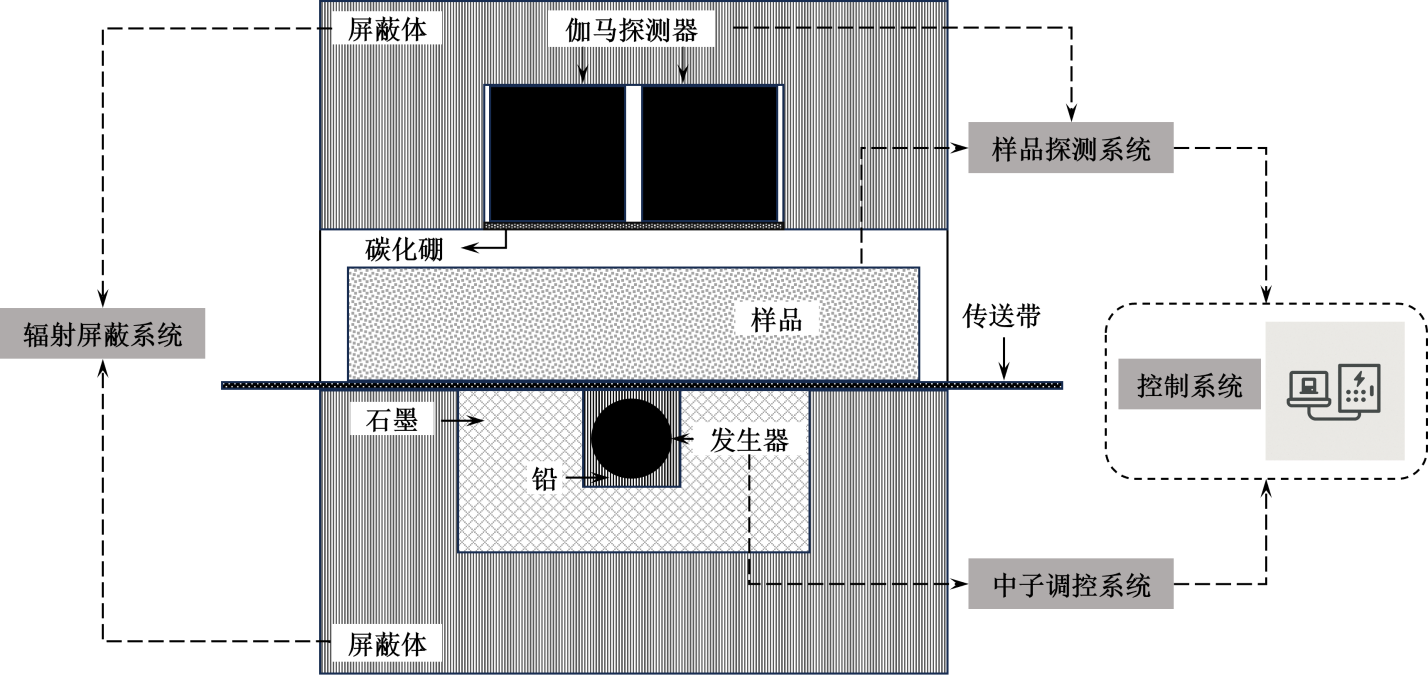 屏蔽体
伽马探测器
样品探测系统
碳化硼
样品
传送带
辐射屏蔽系统
控制系统
石墨
发生器
铅
中子调控系统
屏蔽体